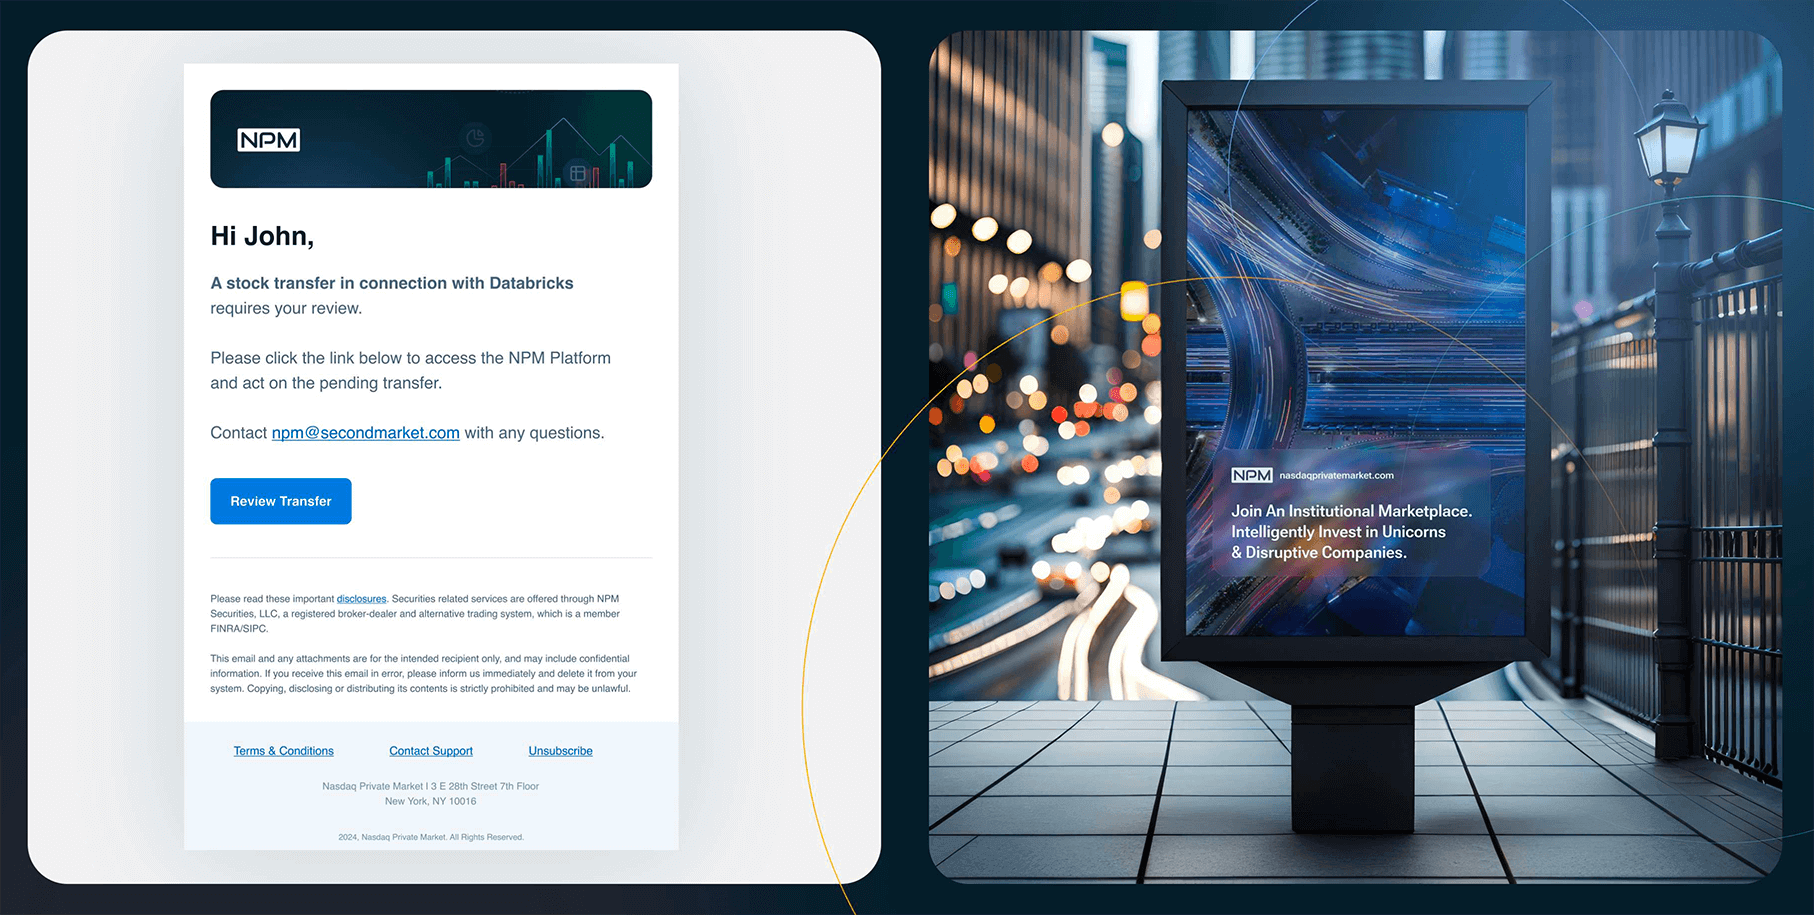 NPM
Hi John,
A stock transfer in connection with Databricks
requires your review.
Please click the link below to access the NPM Platform
and act on the pending transfer.
Contact npm@secondmarket.com with any questions.
Review Transfer
Please read these important disclosures. Securities related services are offered through NPM
Securities, LLC, a registered broker-dealer and alternative trading system, which is a member
FINRA/SIPC.
This email and any attachments are for the intended recipient only, and may include confidential
information. If you receive this email in error, please inform us immediately and delete it from your
system. Copying, disclosing or distributing its contents is strictly prohibited and may be unlawful.
Terms & Conditions Contact Support Unsubscribe
Nasdaq Private Market I 3 E 28th Street 7th Floor
New York, NY 10016
2024, Nasdaq Private Market. All Rights Reserved.
NPM nasdaqprivatemarket.com
Join An Institutional Marketplace.
Intelligently Invest in Unicorns
& Disruptive Companies.